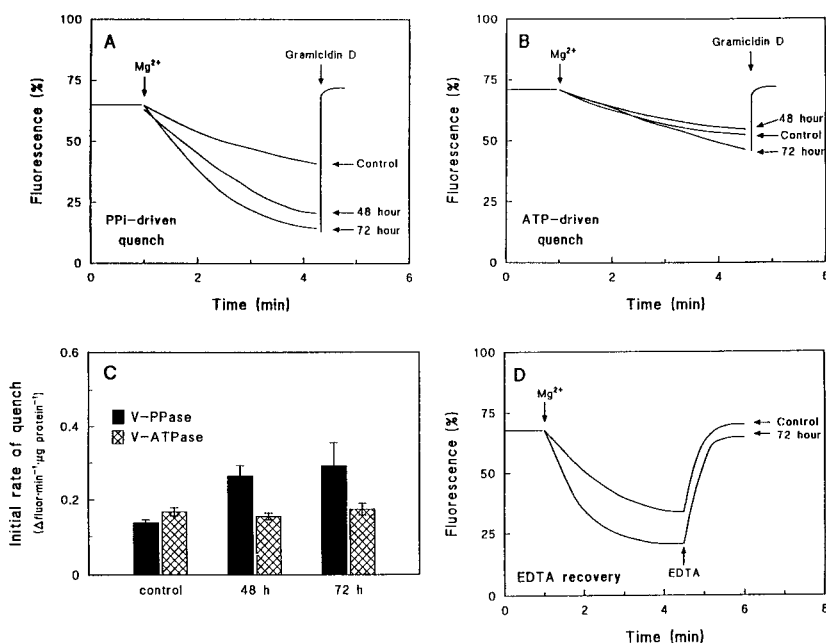 A
Mg²⁺
Gramicidin D
Control
48 hour
72 hour
PPi-driven
quench
Fluorescence (%)
100
75
50
25
0
0 2 4 6
Time (min)
B
Mg²⁺
Gramicidin D
48 hour
Control
72 hour
ATP-driven
quench
Fluorescence (%)
100
75
50
25
0
0 2 4 6
Time (min)
C
V-PPase
V-ATPase
Initial rate of quench
(Δfluor·min⁻¹·µg protein⁻¹)
0.6
0.4
0.2
0
control 48 h 72 h
D
Mg²⁺
Control
72 hour
EDTA
EDTA recovery
Fluorescence (%)
100
75
50
25
0
0 2 4 6 8
Time (min)